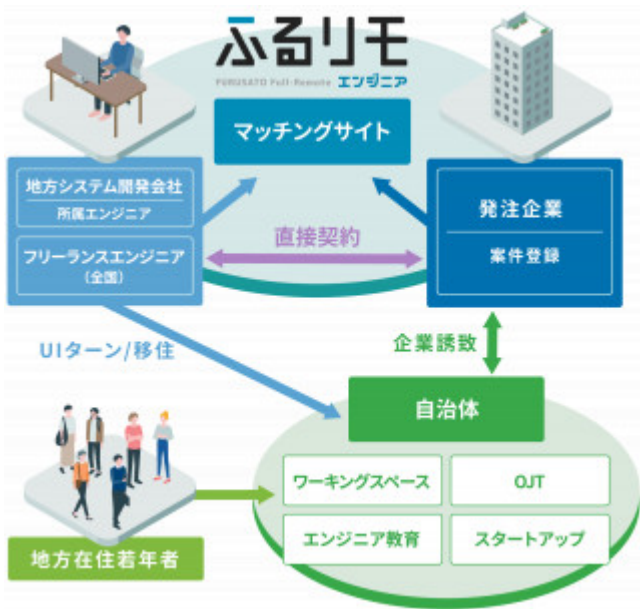 ふるリモ
FURUSATO Full-Remote エンジニア
マッチングサイト
地方システム開発会社
所属エンジニア
フリーランスエンジニア
(全国)
直接契約
発注企業
案件登録
UIターン/移住
企業誘致
自治体
ワーキングスペース
OJT
エンジニア教育
スタートアップ
地方在住若年者